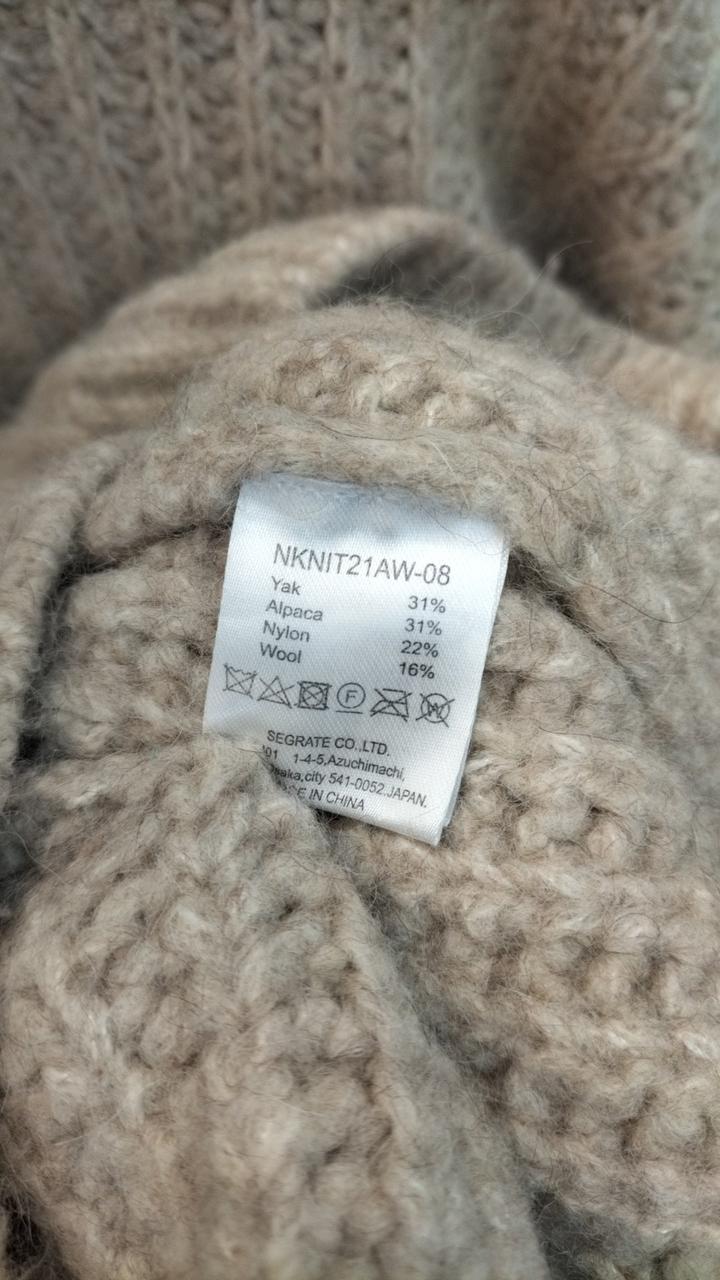 NKNIT21AW-08
Yak 31%
Alpaca 31%
Nylon 22%
Wool 16%
F W
SEGRATE CO.,LTD.
1-4-5,Azuchimachi,
city 541-0052.JAPAN.
IN CHINA